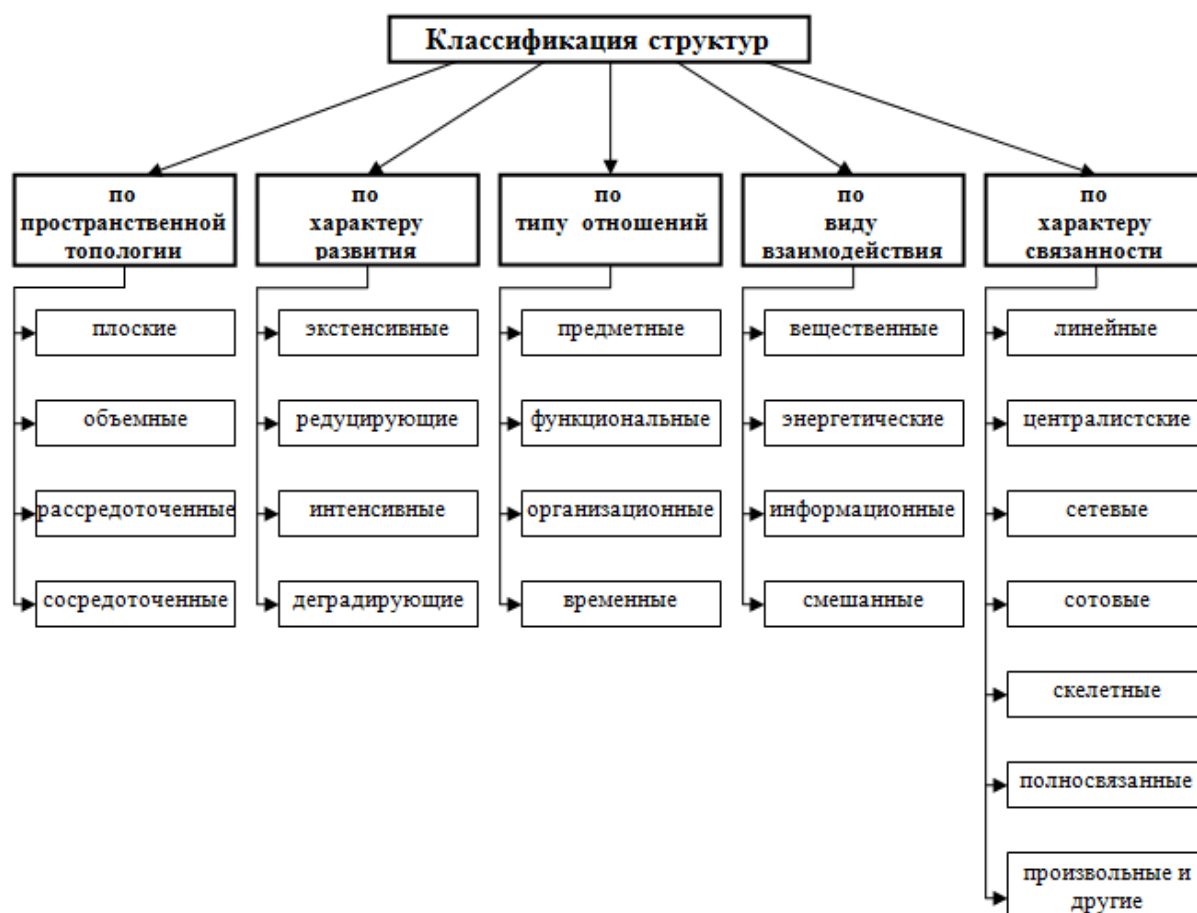 Классификация структур
по
пространственной
топологии
по
характеру
развития
по
типу отношений
по
виду
взаимодействия
по
характеру
связанности
плоские
объемные
рассредоточенные
сосредоточенные
экстенсивные
редуцирующие
интенсивные
деградирующие
предметные
функциональные
организационные
временные
вещественные
энергетические
информационные
смешанные
линейные
централистские
сетевые
сотовые
скелетные
полносвязанные
произвольные и
другие